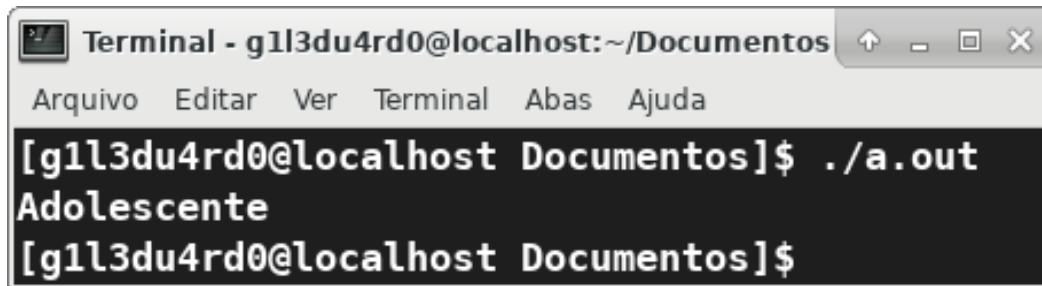 Terminal - g1l3du4rd0@localhost:~/Documentos
Arquivo Editar Ver Terminal Abas Ajuda
[g1l3du4rd0@localhost Documentos]$ ./a.out
Adolescente
[g1l3du4rd0@localhost Documentos]$